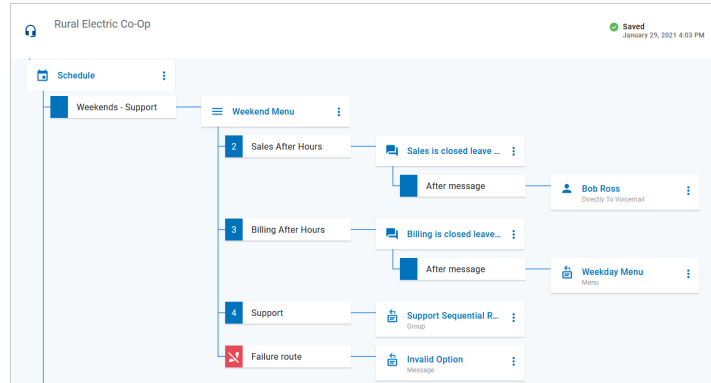 Rural Electric Co-Op
Saved
January 29, 2021 4:03 PM
Schedule
Weekends - Support
Weekend Menu
2 Sales After Hours
Sales is closed leave ...
After message
Bob Ross
Directly To Voicemail
3 Billing After Hours
Billing is closed leave...
After message
Weekday Menu
Menu
4 Support
Support Sequential R...
Group
Failure route
Invalid Option
Message